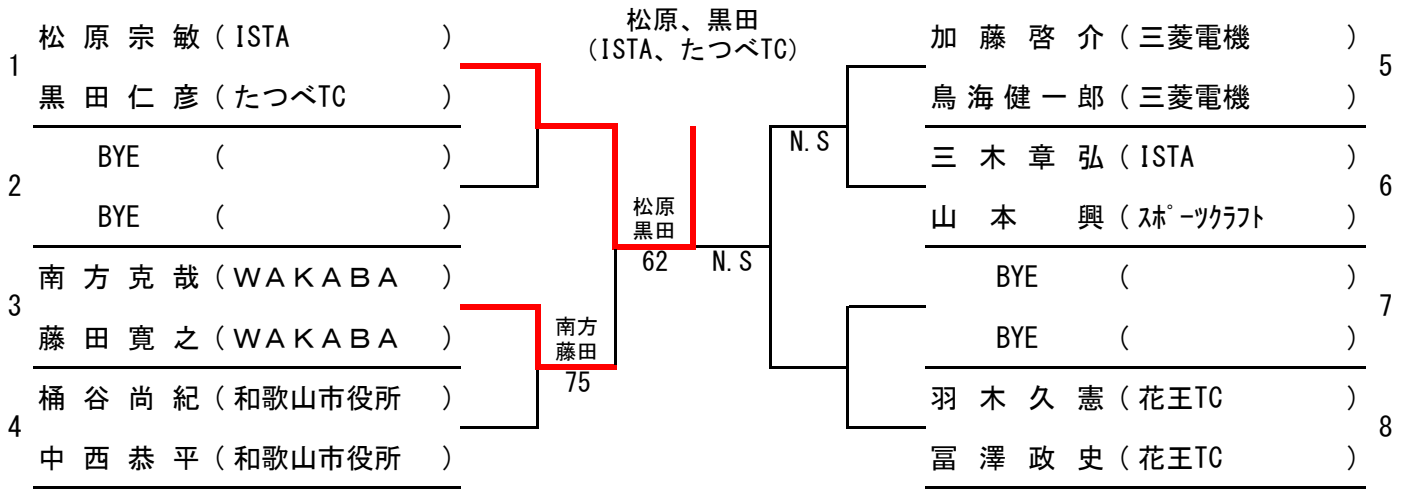 松原、黒田
(ISTA、たつべTC)
1
松原宗敏(ISTA)
黒田仁彦(たつべTC)
2
BYE ( )
BYE ( )
3
南方克哉(WAKABA)
藤田寛之(WAKABA)
4
桶谷尚紀(和歌山市役所)
中西恭平(和歌山市役所)
南方
藤田
75
松原
黒田
62
N.S
N.S
加藤啓介(三菱電機)
鳥海健一郎(三菱電機)
5
三木章弘(ISTA)
山本興(スポーツクラフト)
6
BYE ( )
BYE ( )
7
羽木久憲(花王TC)
冨澤政史(花王TC)
8